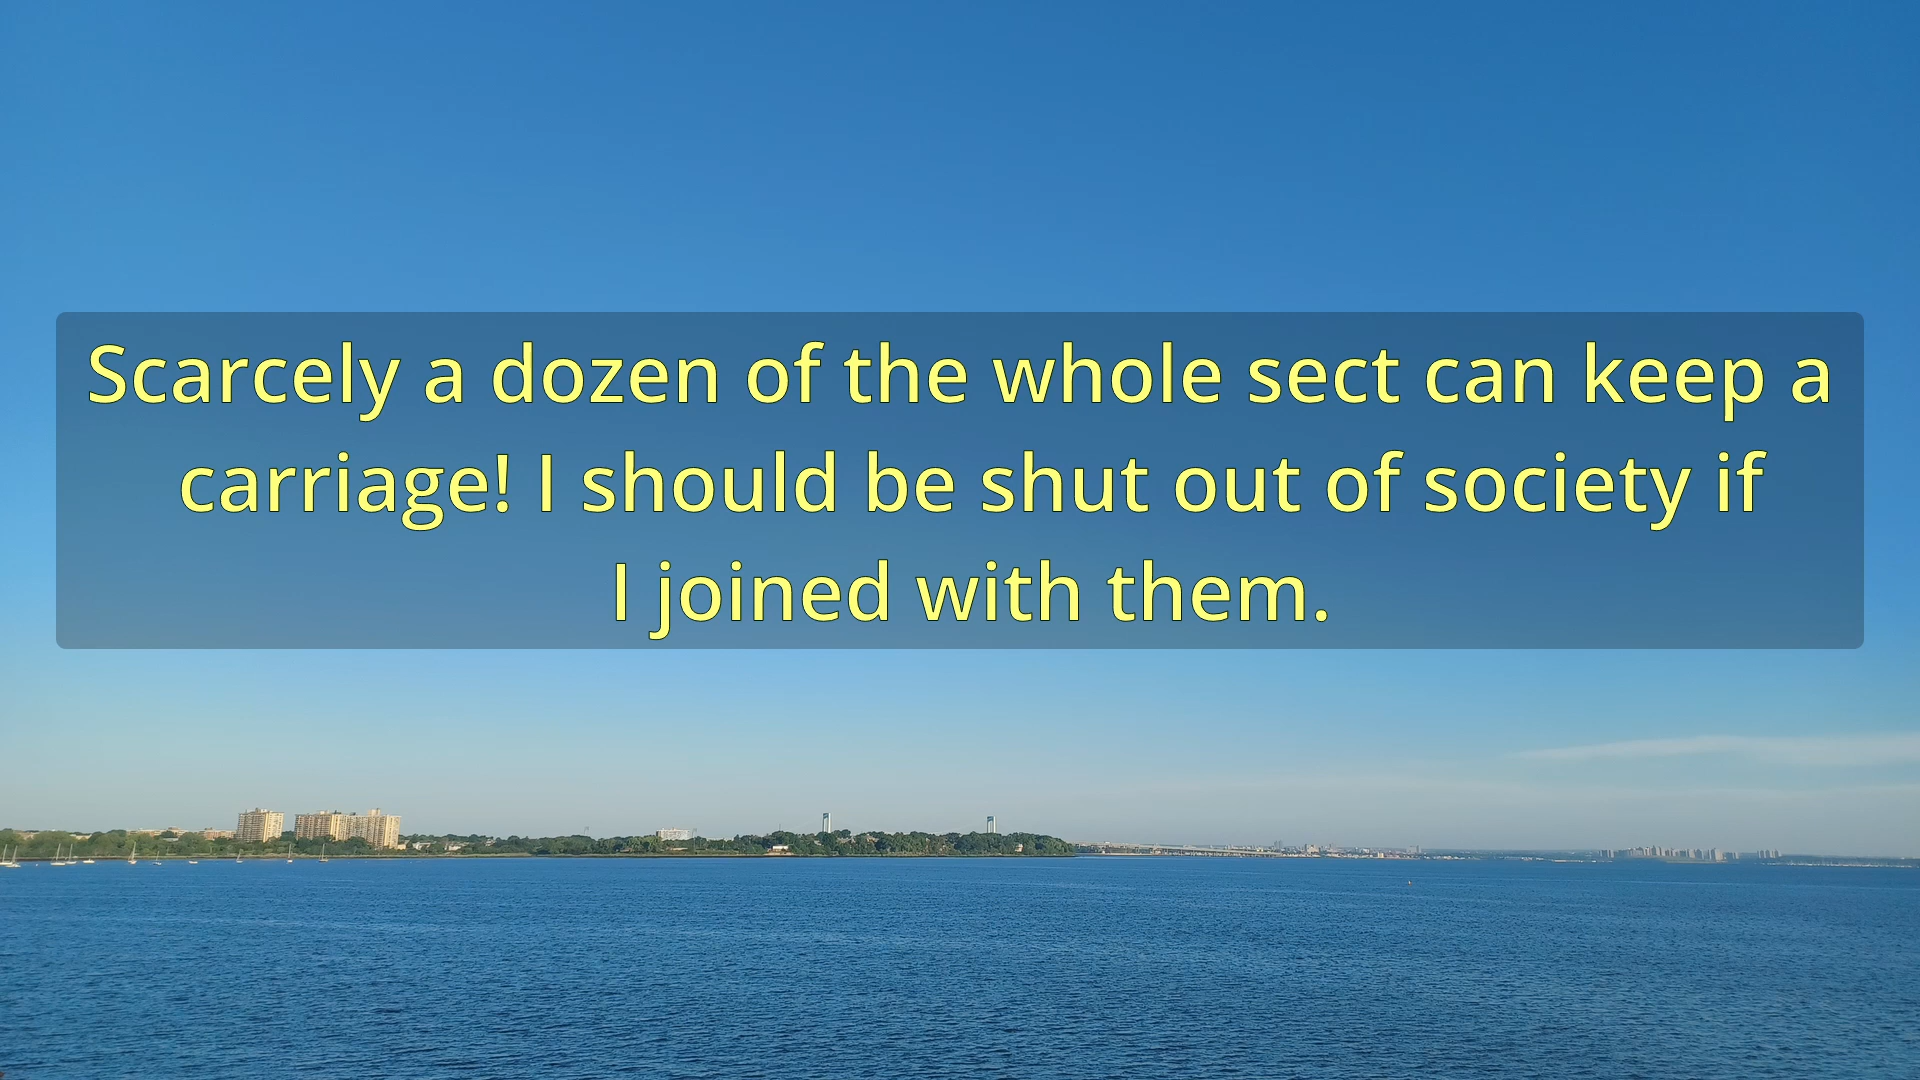 Scarcely a dozen of the whole sect can keep a
carriage! I should be shut out of society if
I joined with them.